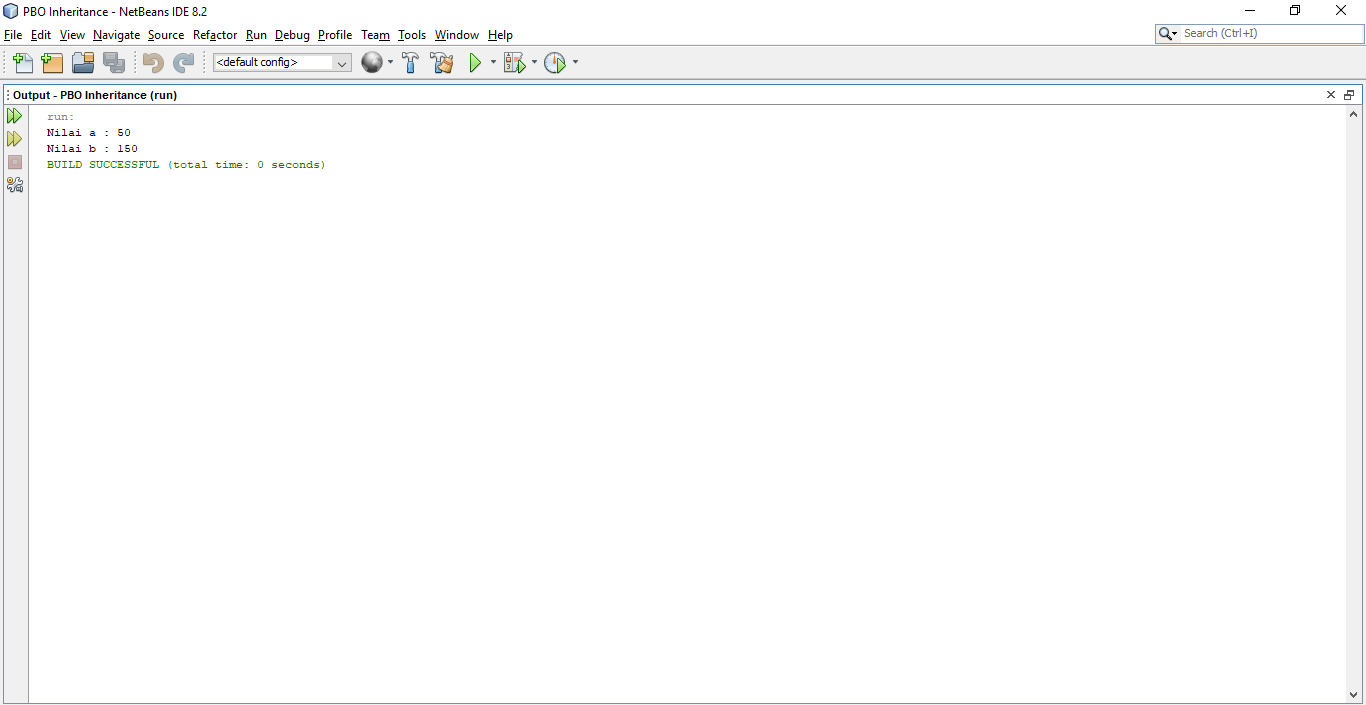 PBO Inheritance - NetBeans IDE 8.2
File Edit View Navigate Source Refactor Run Debug Profile Team Tools Window Help
Search (Ctrl+I)
<default config>
Output - PBO Inheritance (run)
run:
Nilai a : 50
Nilai b : 150
BUILD SUCCESSFUL (total time: 0 seconds)